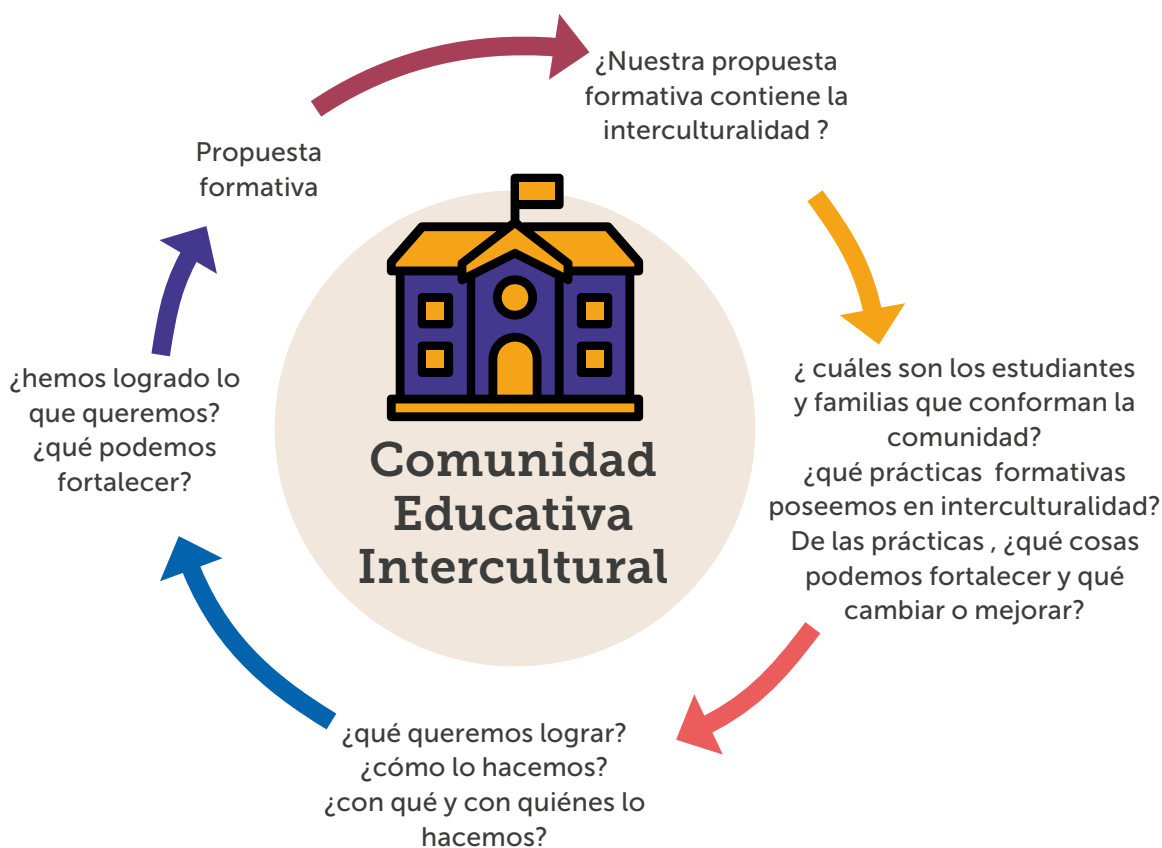 Propuesta
formativa
¿Nuestra propuesta
formativa contiene la
interculturalidad ?
¿ cuáles son los estudiantes
y familias que conforman la
comunidad?
¿qué prácticas formativas
poseemos en interculturalidad?
De las prácticas , ¿qué cosas
podemos fortalecer y qué
cambiar o mejorar?
¿qué queremos lograr?
¿cómo lo hacemos?
¿con qué y con quiénes lo
hacemos?
¿hemos logrado lo
que queremos?
¿qué podemos
fortalecer?
Comunidad
Educativa
Intercultural